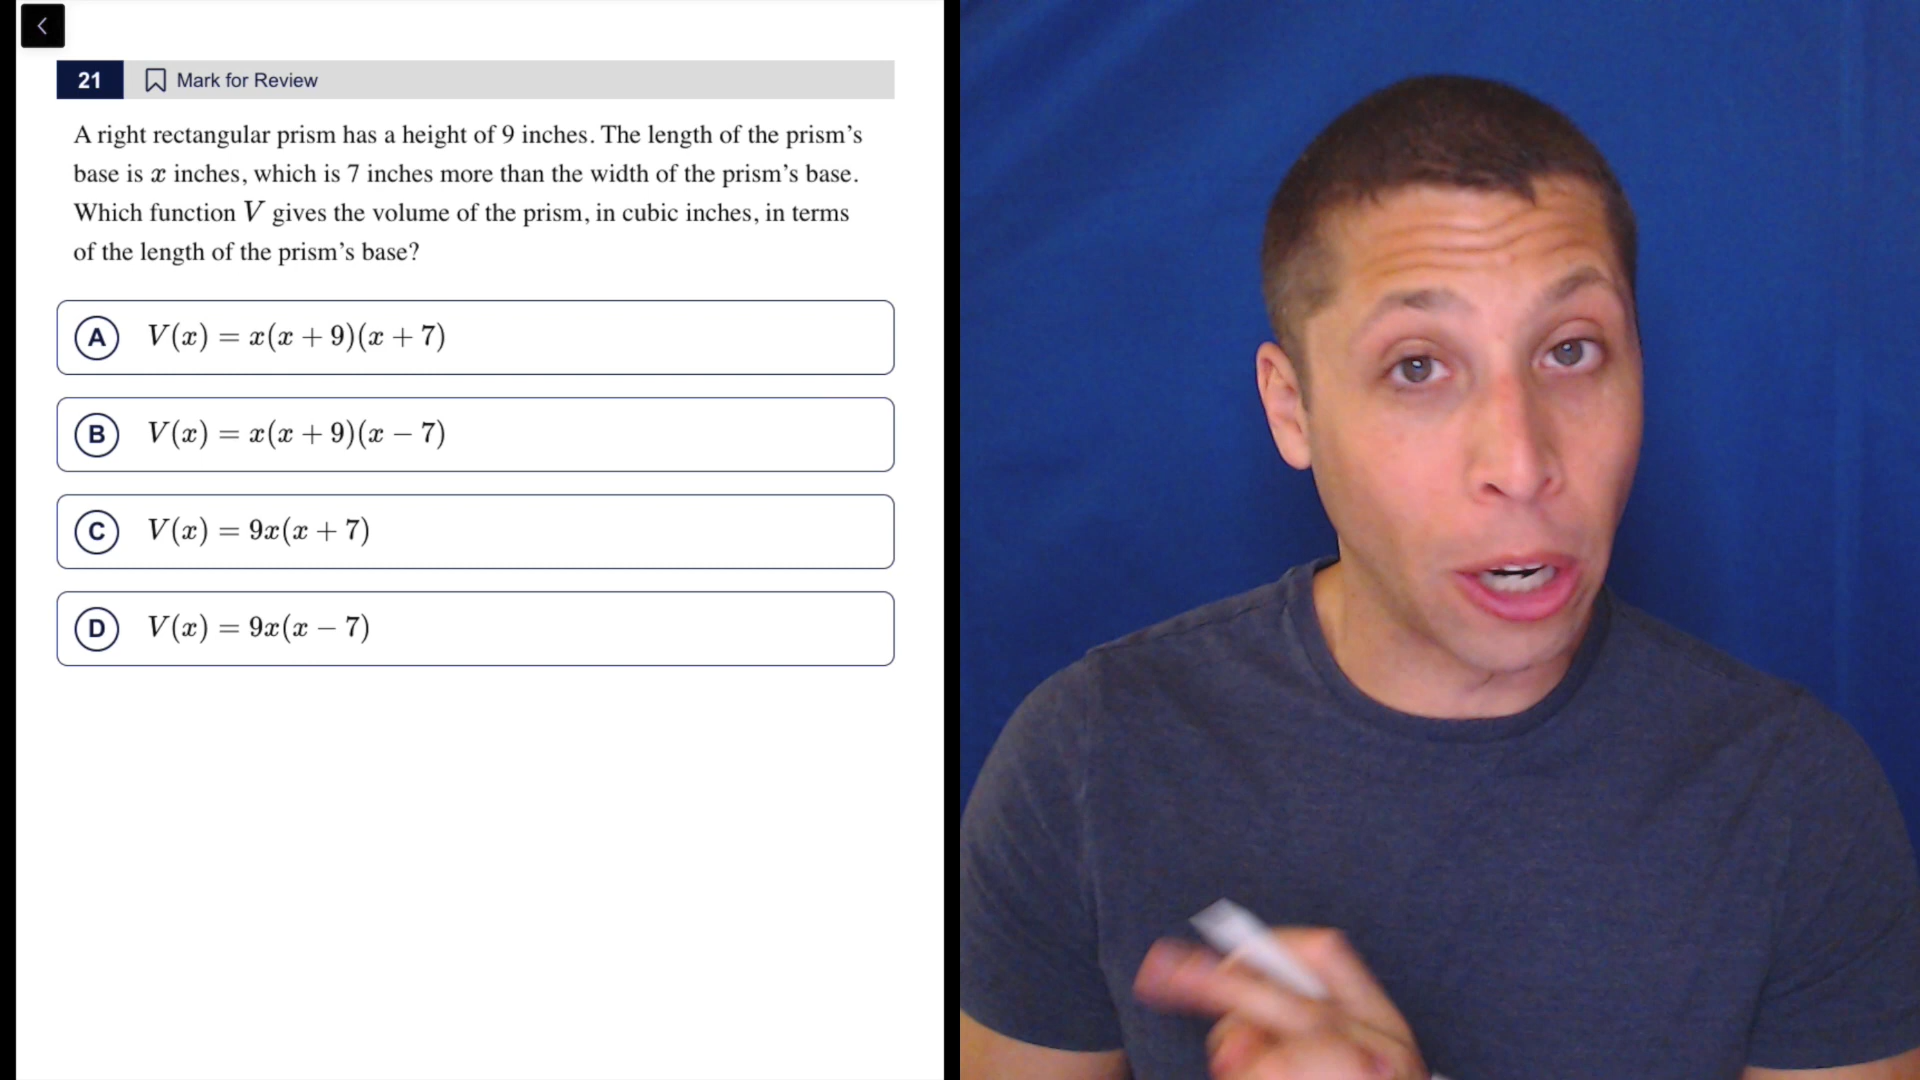 21 Mark for Review
A right rectangular prism has a height of 9 inches. The length of the prism’s
base is x inches, which is 7 inches more than the width of the prism’s base.
Which function V gives the volume of the prism, in cubic inches, in terms
of the length of the prism’s base?
A V(x) = x(x + 9)(x + 7)
B V(x) = x(x + 9)(x − 7)
C V(x) = 9x(x + 7)
D V(x) = 9x(x − 7)